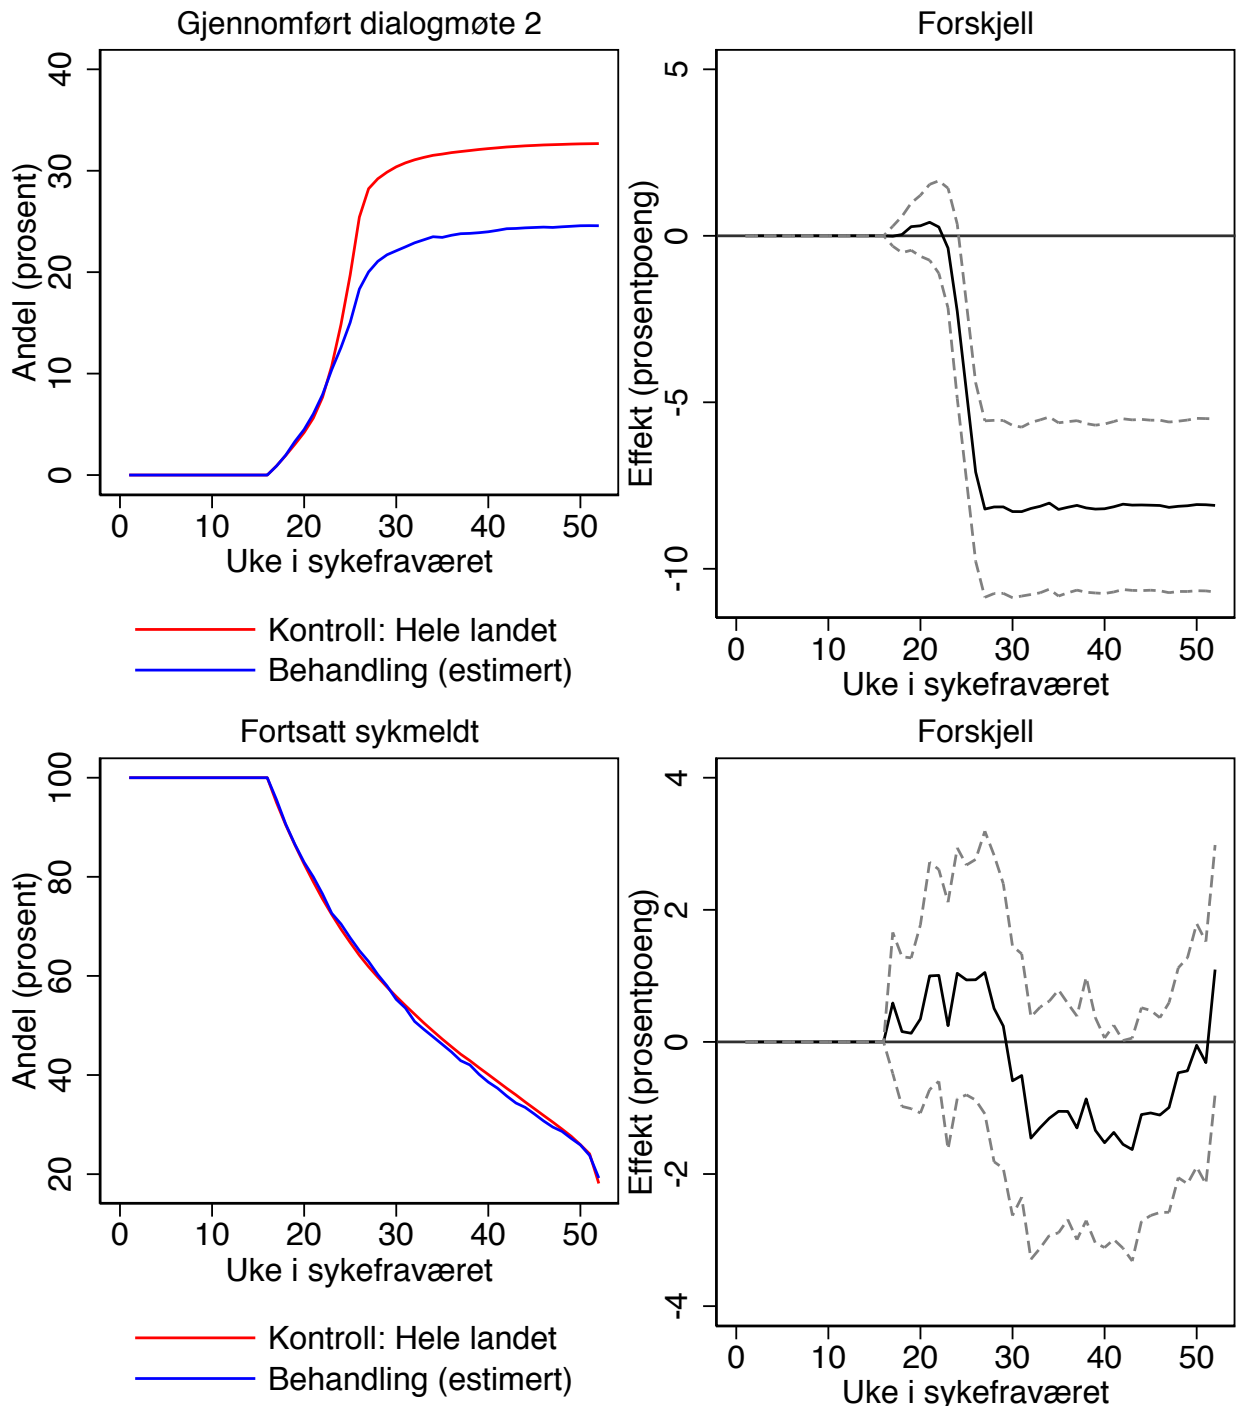 Gjennomført dialogmøte 2
Andel (prosent)
40
30
20
10
0
0 10 20 30 40 50
Uke i sykefraværet
Kontroll: Hele landet
Behandling (estimert)
Forskjell
Effekt (prosentpoeng)
5
0
-5
-10
0 10 20 30 40 50
Uke i sykefraværet
Fortsatt sykmeldt
Andel (prosent)
100
80
60
40
20
0 10 20 30 40 50
Uke i sykefraværet
Kontroll: Hele landet
Behandling (estimert)
Forskjell
Effekt (prosentpoeng)
4
2
0
-2
-4
0 10 20 30 40 50
Uke i sykefraværet